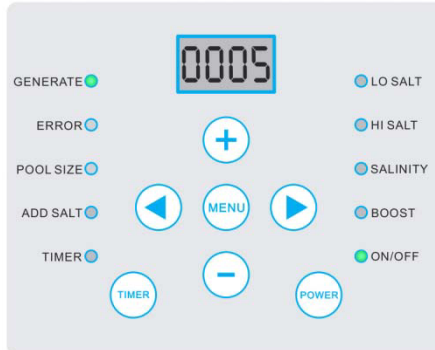 0005
GENERATE
LO SALT
ERROR
HI SALT
POOL SIZE
SALINITY
MENU
ADD SALT
BOOST
TIMER
ON/OFF
TIMER
POWER